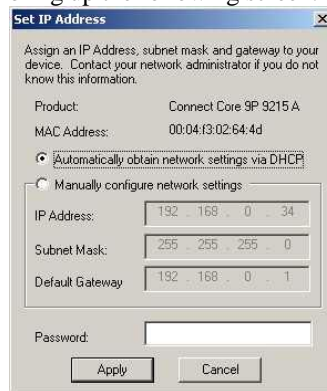 Set IP Address
Assign an IP Address, subnet mask and gateway to your
device. Contact your network administrator if you do not
know this information.
Product: Connect Core 9P 9215 A
MAC Address: 00:04:f3:02:64:4d
Automatically obtain network settings via DHCP
Manually configure network settings
IP Address: 192 . 168 . 0 . 34
Subnet Mask: 255 . 255 . 255 . 0
Default Gateway 192 . 168 . 0 . 1
Password:
Apply Cancel